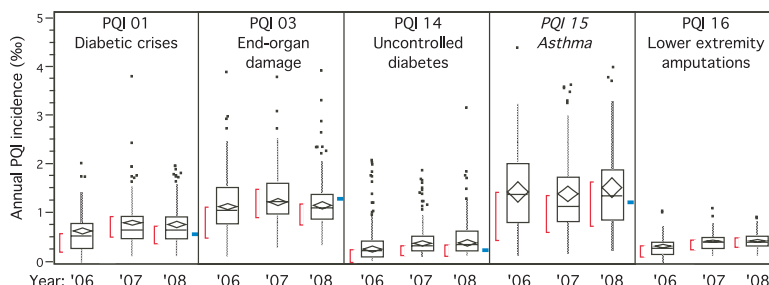 PQI 01
Diabetic crises
PQI 03
End-organ
damage
PQI 14
Uncontrolled
diabetes
PQI 15
Asthma
PQI 16
Lower extremity
amputations
Annual PQI incidence (‰)
5
4
3
2
1
0
Year: '06 '07 '08 '06 '07 '08 '06 '07 '08 '06 '07 '08 '06 '07 '08